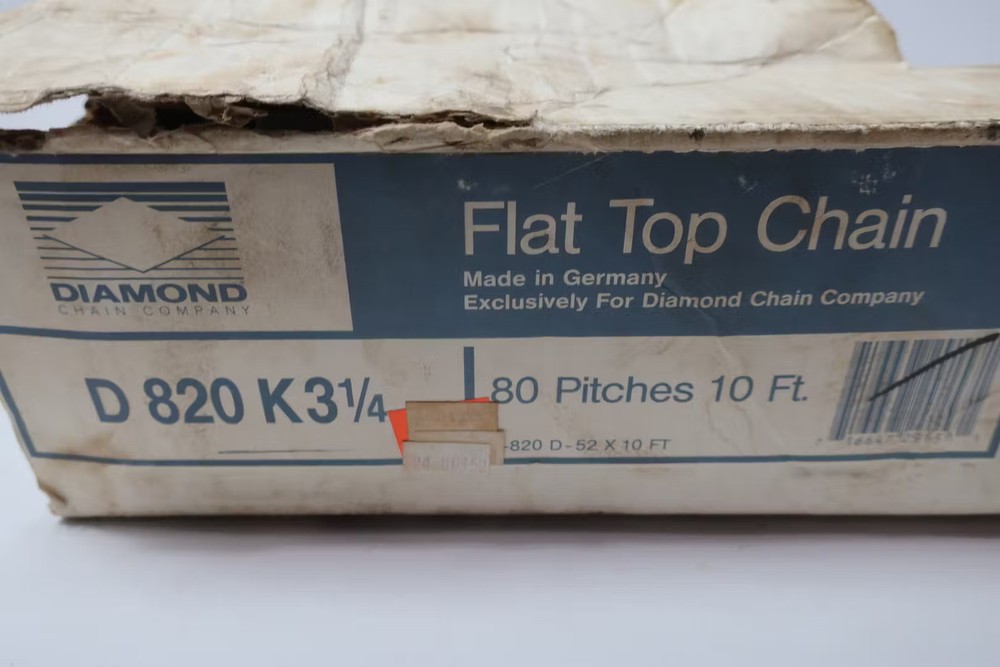 DIAMOND
CHAIN COMPANY
Flat Top Chain
Made in Germany
Exclusively For Diamond Chain Company
D 820 K3¼
80 Pitches 10 Ft.
-820 D-52 X 10 FT